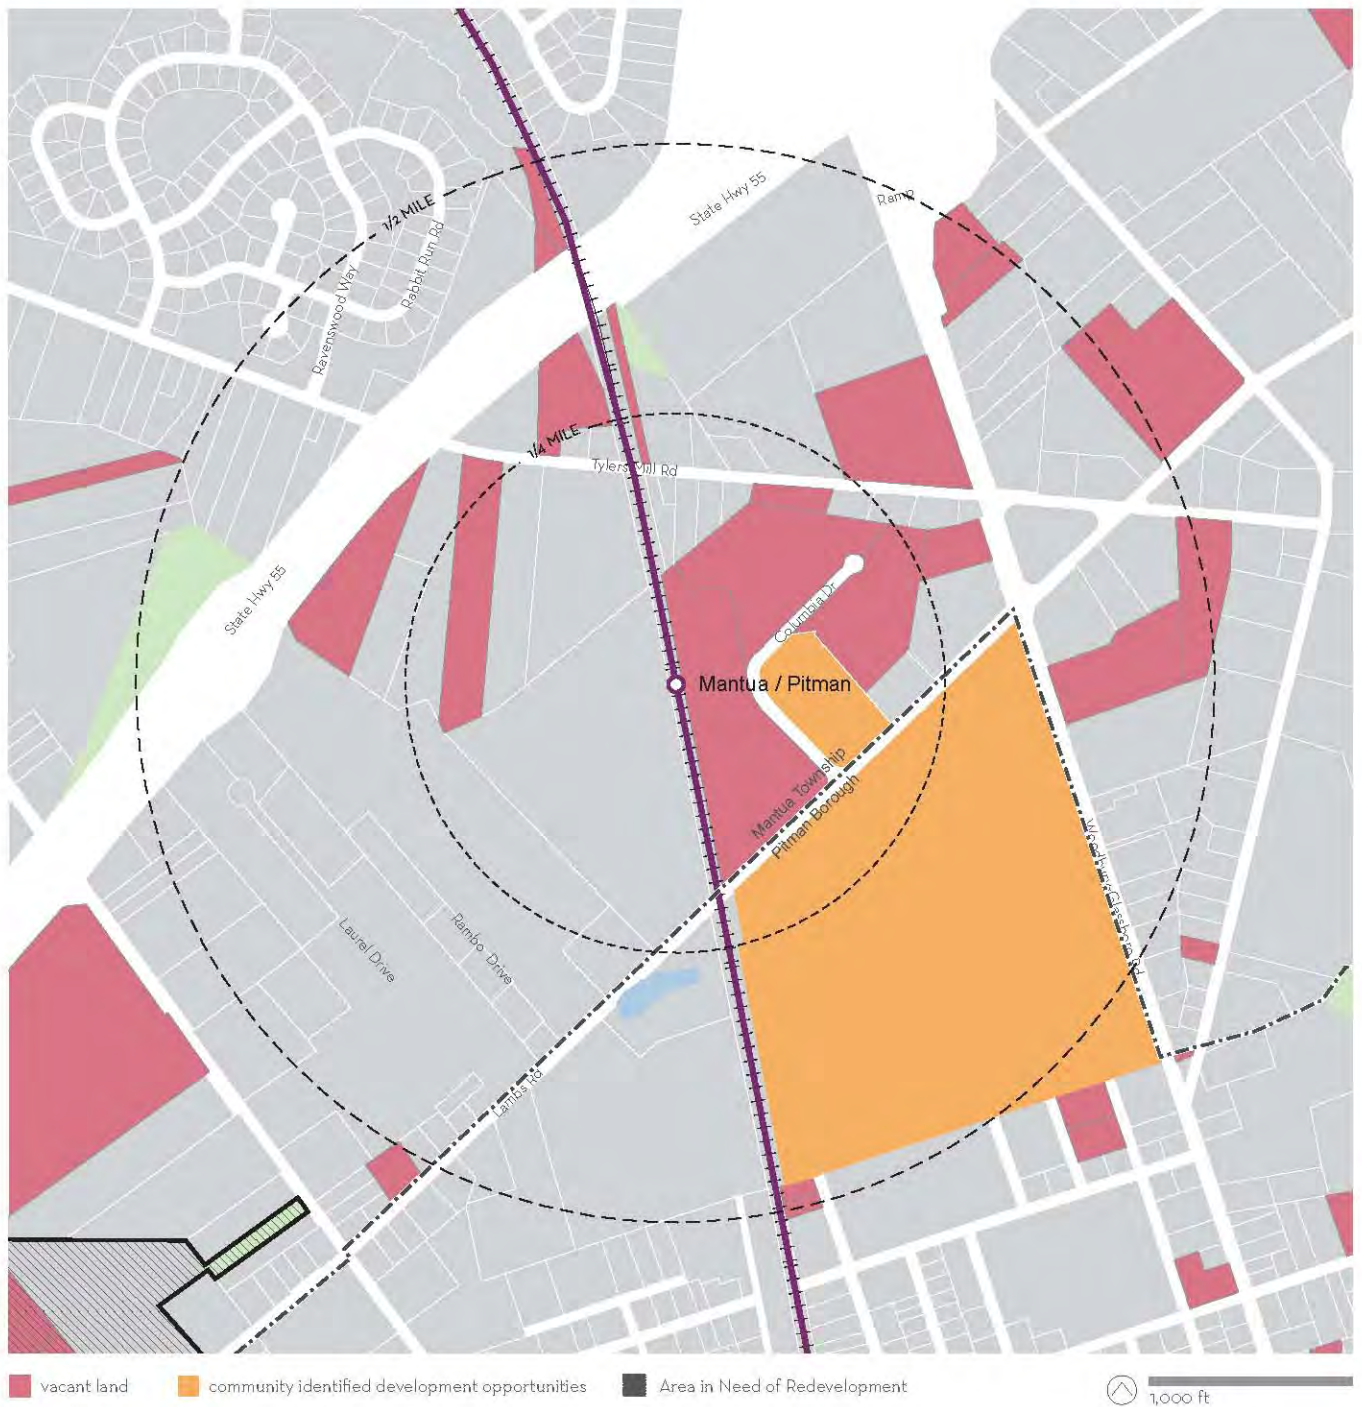 State Hwy 55
Ramp
1/2 MILE
Rabbit Run Rd
Ravenswood Way
1/4 MILE
Tylers Mill Rd
State Hwy 55
Columbia Dr
Mantua / Pitman
Mantua Township
Pitman Borough
Woodbury-Glassboro Rd
Laurel Drive
Rambo Drive
Lambs Rd
vacant land
community identified development opportunities
Area in Need of Redevelopment
1,000 ft